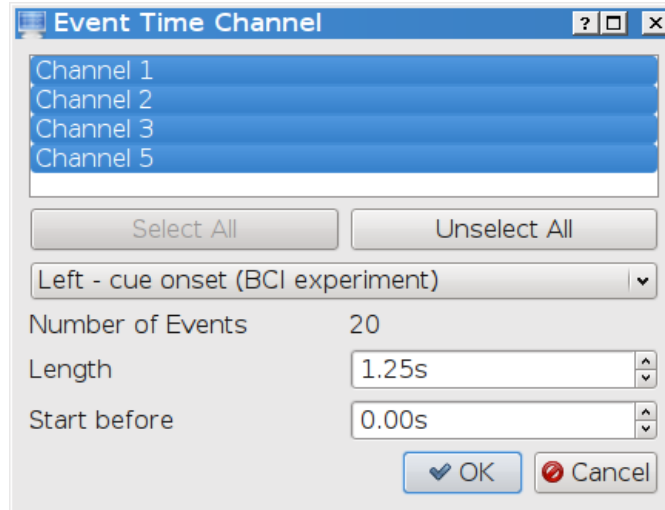 Event Time Channel
Channel 1
Channel 2
Channel 3
Channel 5
Select All Unselect All
Left - cue onset (BCI experiment)
Number of Events 20
Length 1.25s
Start before 0.00s
OK Cancel